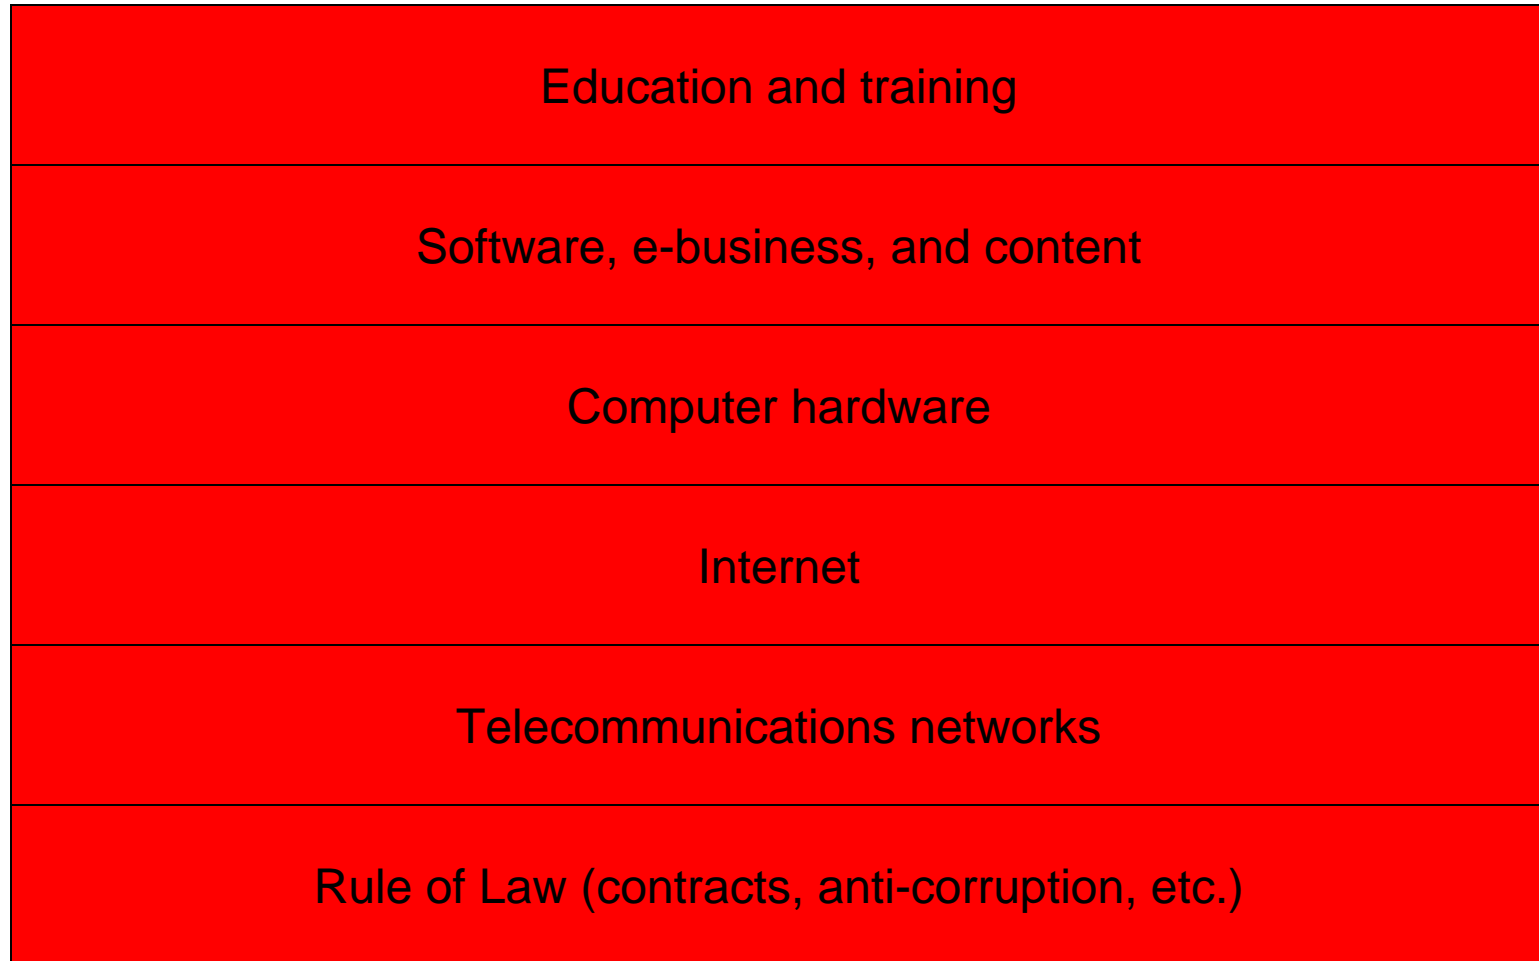 Education and training
Software, e-business, and content
Computer hardware
Internet
Telecommunications networks
Rule of Law (contracts, anti-corruption, etc.)